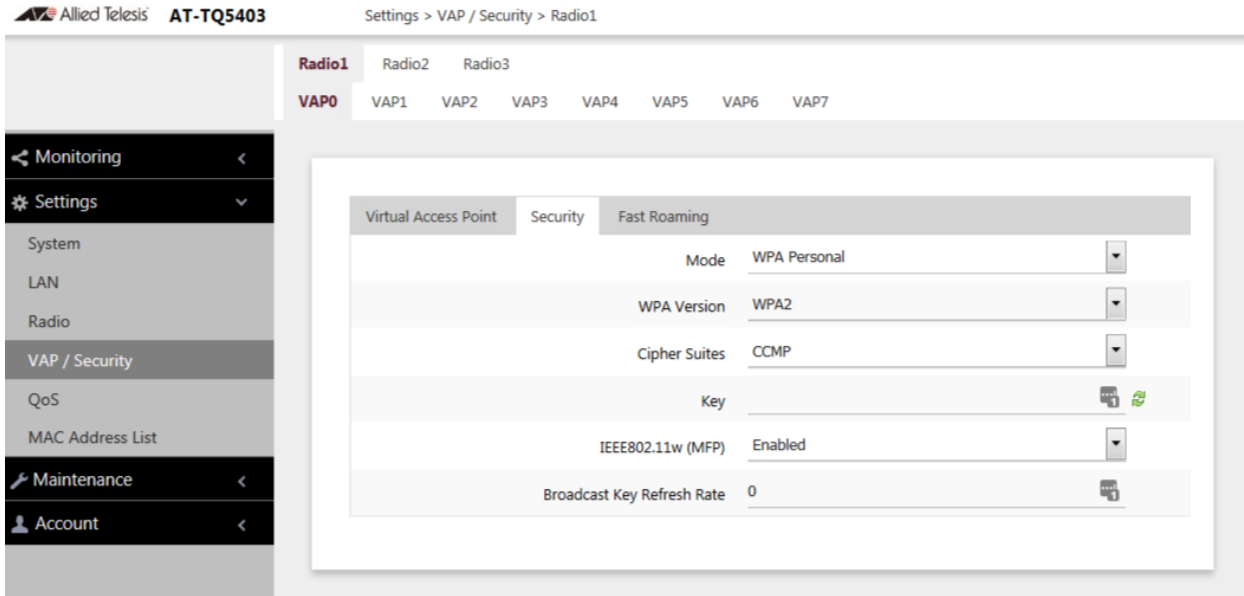 Allied Telesis AT-TQ5403 Settings > VAP / Security > Radio1
Radio1 Radio2 Radio3
VAP0 VAP1 VAP2 VAP3 VAP4 VAP5 VAP6 VAP7
Monitoring
Settings
System
LAN
Radio
VAP / Security
QoS
MAC Address List
Maintenance
Account
Virtual Access Point Security Fast Roaming
Mode WPA Personal
WPA Version WPA2
Cipher Suites CCMP
Key
IEEE802.11w (MFP) Enabled
Broadcast Key Refresh Rate 0